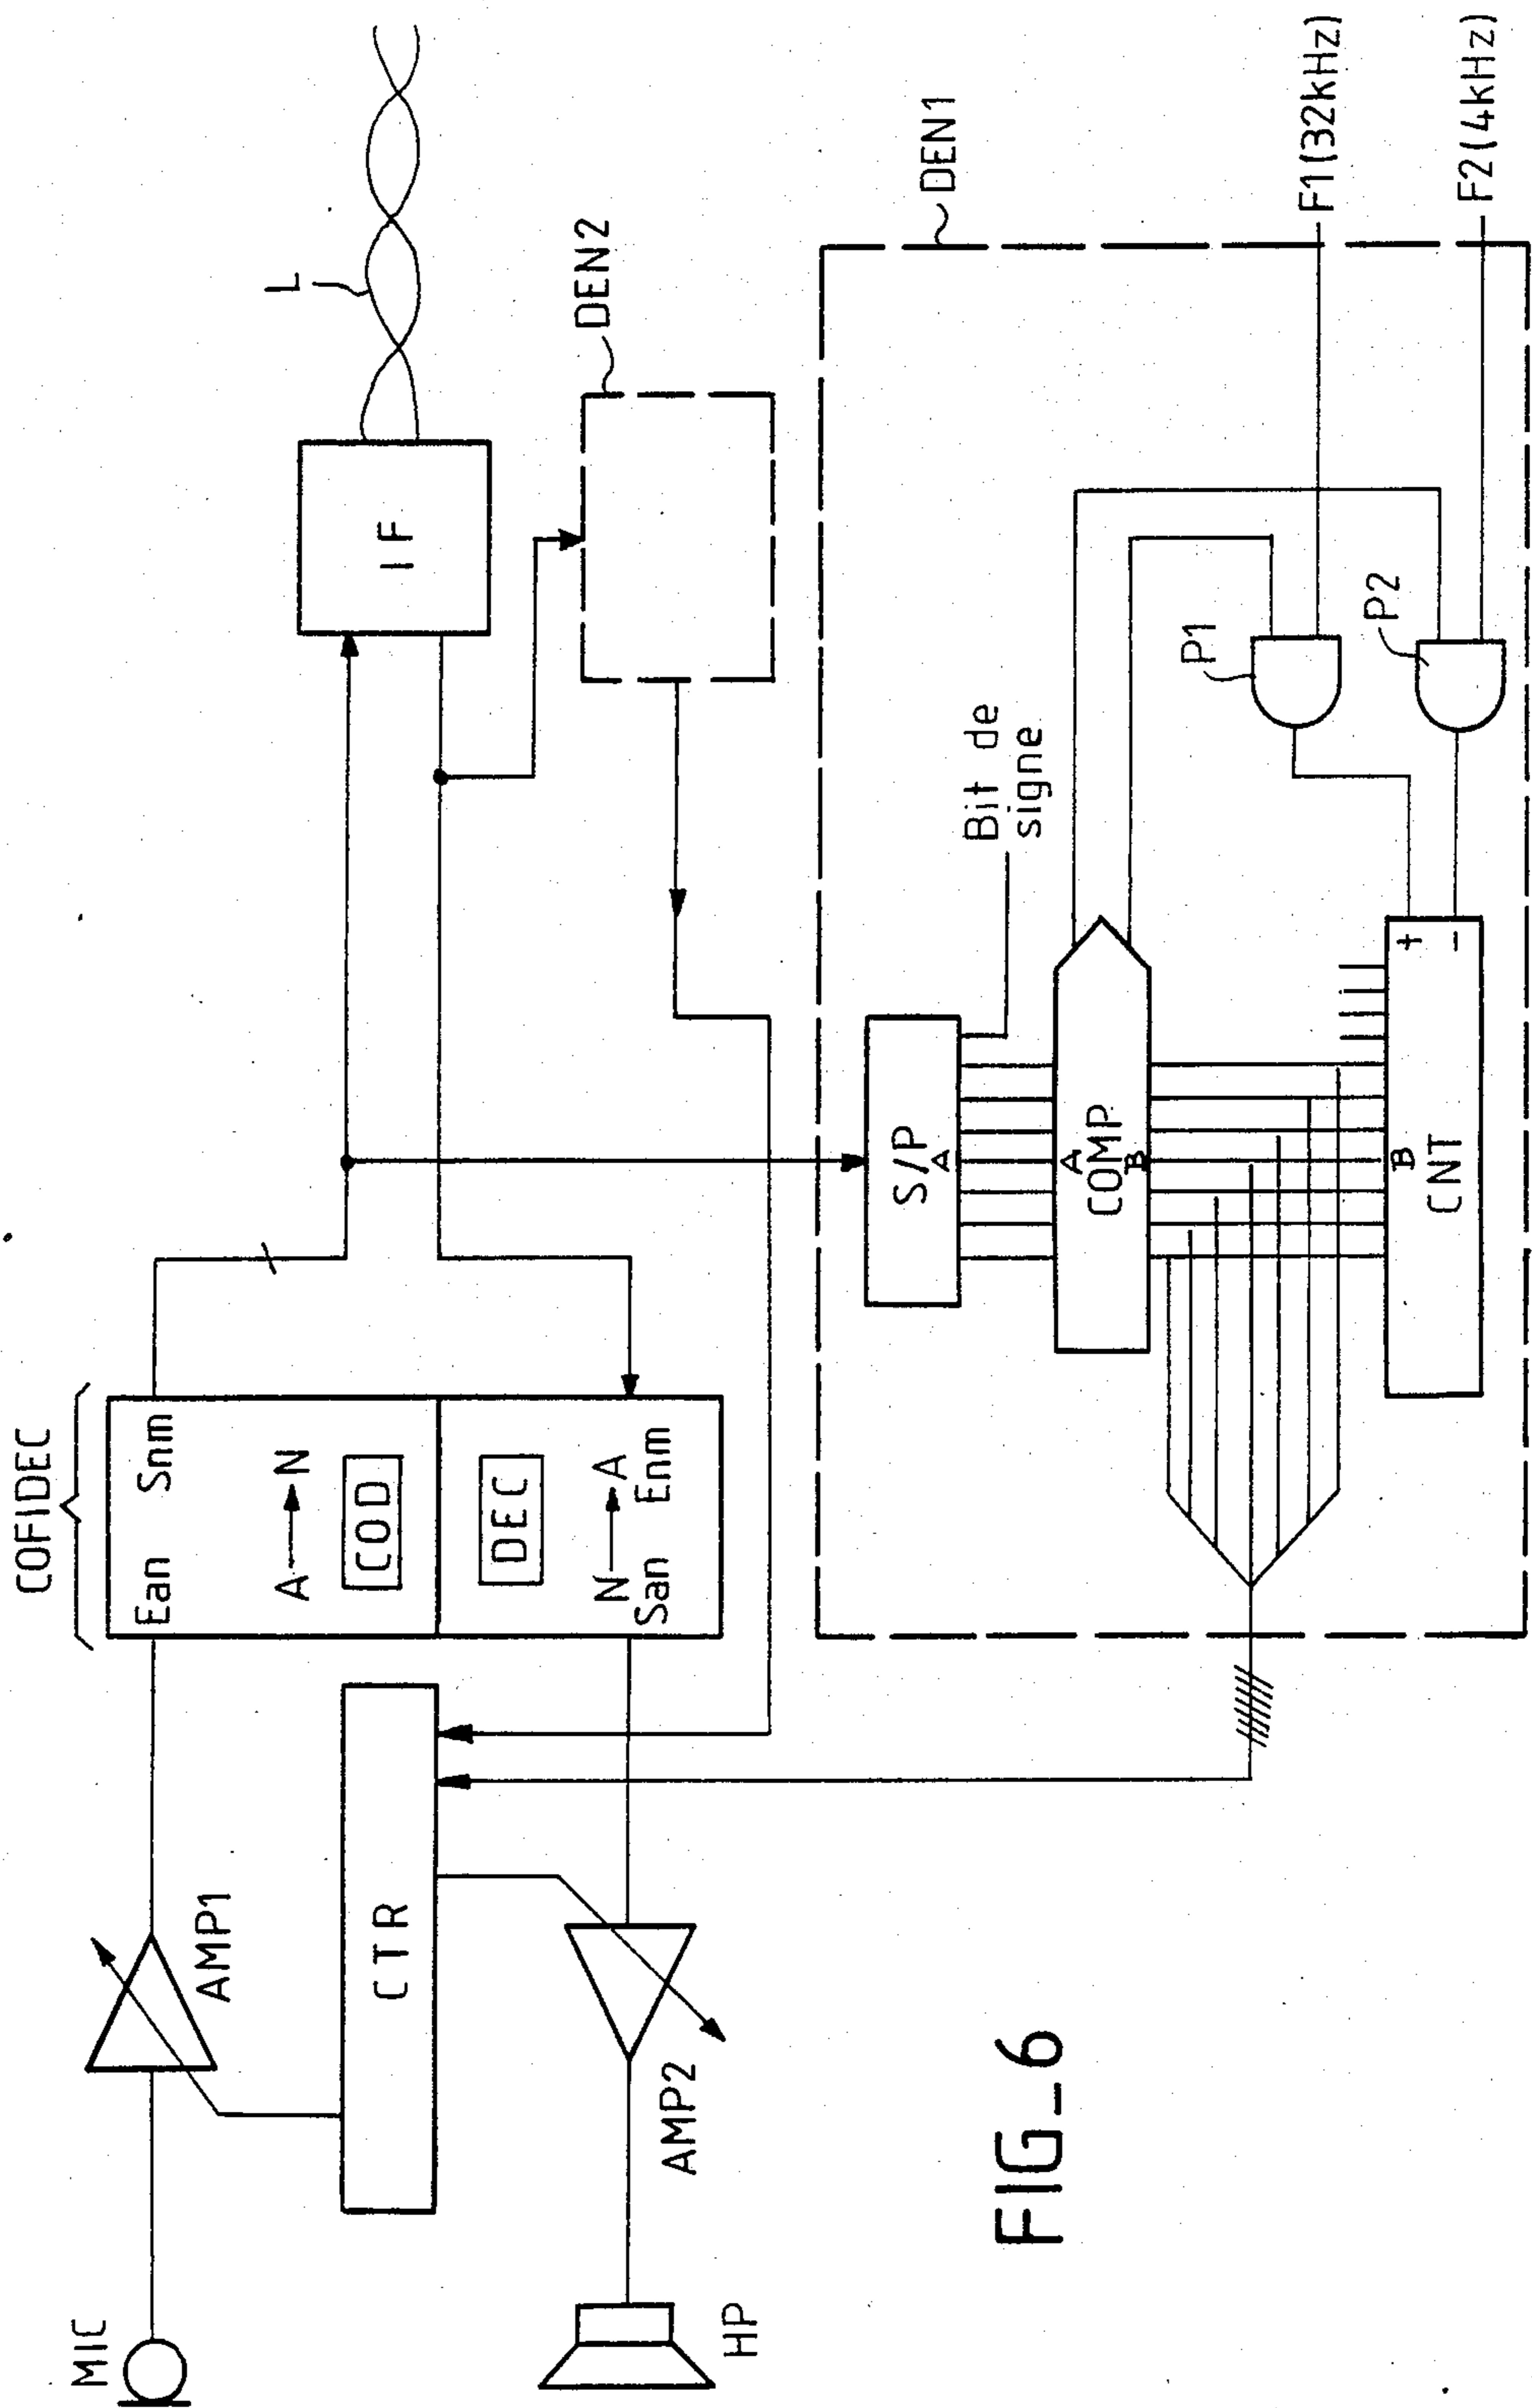 COFIDEC
MIC
AMP1
Ean
Snm
A
N
COD
DEC
N
A
San
Enm
CTR
AMP2
HP
IF
L
DEN2
DEN1
S/P
A
Bit de
signe
A
COMP
B
B
CNT
+
-
P1
P2
F1(32kHz)
F2(4kHz)
FIG_6